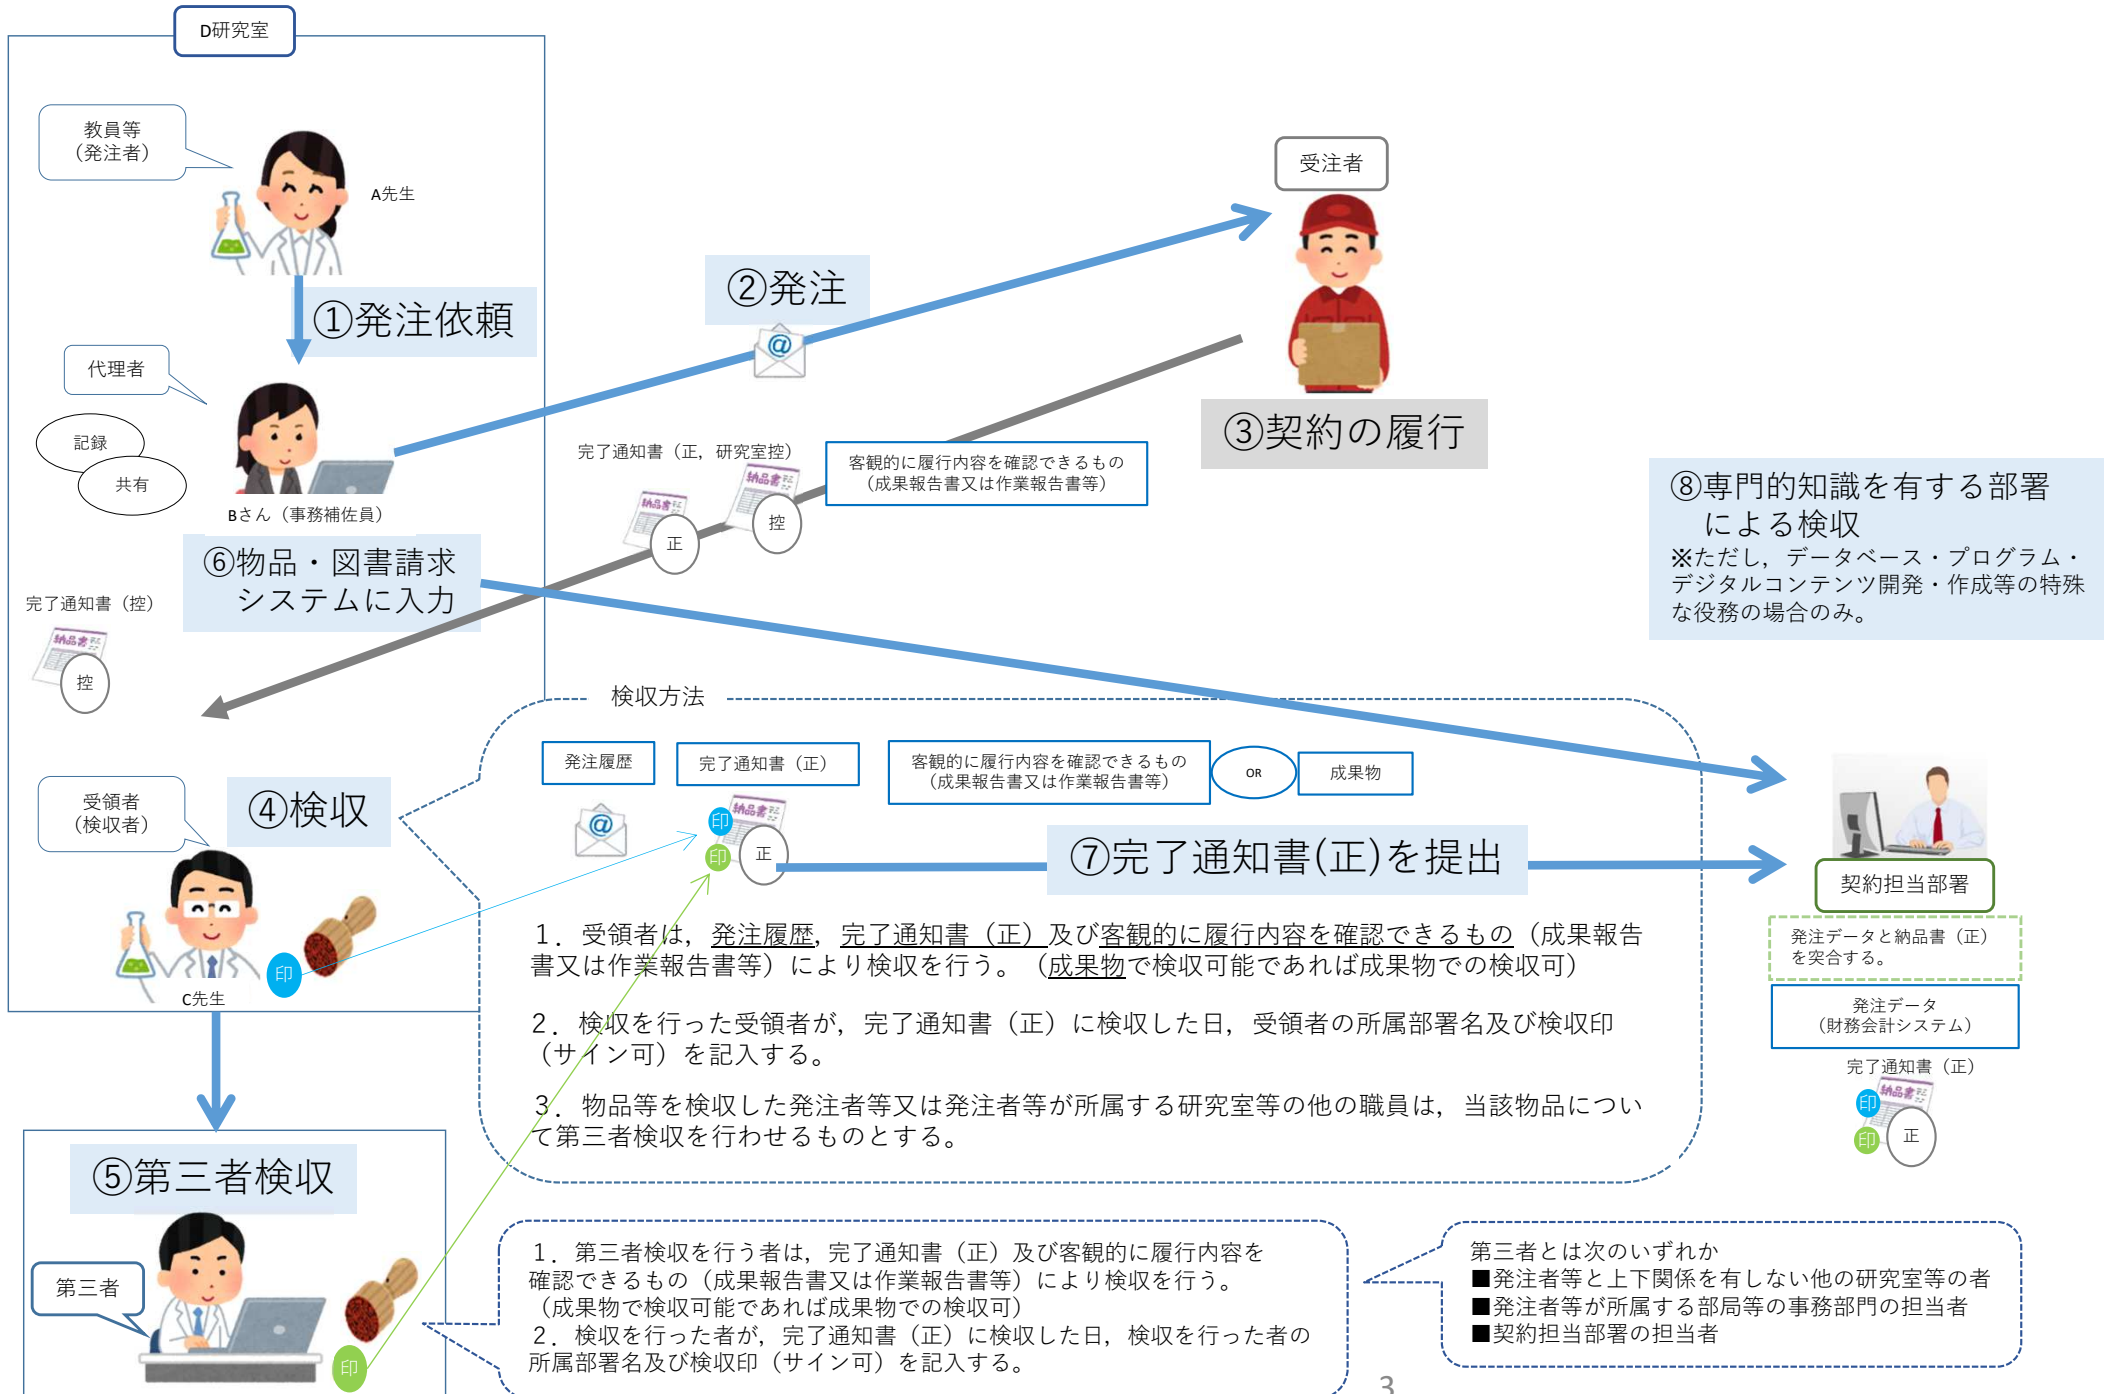 D研究室
教員等
（発注者）
A先生
①発注依頼
代理者
記録
共有
Bさん（事務補佐員）
②発注
受注者
③契約の履行
完了通知書（正，研究室控）
納品書
正
納品書
控
客観的に履行内容を確認できるもの
（成果報告書又は作業報告書等）
⑥物品・図書請求
システムに入力
完了通知書（控）
納品書
控
⑧専門的知識を有する部署
による検収
※ただし，データベース・プログラム・
デジタルコンテンツ開発・作成等の特殊
な役務の場合のみ。
検収方法
発注履歴
完了通知書（正）
客観的に履行内容を確認できるもの
（成果報告書又は作業報告書等）
OR
成果物
受領者
（検収者）
④検収
C先生
印
納品書
印
印
正
⑦完了通知書(正)を提出
１．受領者は，発注履歴，完了通知書（正）及び客観的に履行内容を確認できるもの（成果報告
書又は作業報告書等）により検収を行う。（成果物で検収可能であれば成果物での検収可）
２．検収を行った受領者が，完了通知書（正）に検収した日，受領者の所属部署名及び検収印
（サイン可）を記入する。
３．物品等を検収した発注者等又は発注者等が所属する研究室等の他の職員は，当該物品につい
て第三者検収を行わせるものとする。
契約担当部署
発注データと納品書（正）
を突合する。
発注データ
（財務会計システム）
完了通知書（正）
納品書
印
印
正
⑤第三者検収
第三者
印
１．第三者検収を行う者は，完了通知書（正）及び客観的に履行内容を
確認できるもの（成果報告書又は作業報告書等）により検収を行う。
（成果物で検収可能であれば成果物での検収可）
２．検収を行った者が，完了通知書（正）に検収した日，検収を行った者の
所属部署名及び検収印（サイン可）を記入する。
第三者とは次のいずれか
■発注者等と上下関係を有しない他の研究室等の者
■発注者等が所属する部局等の事務部門の担当者
■契約担当部署の担当者
3